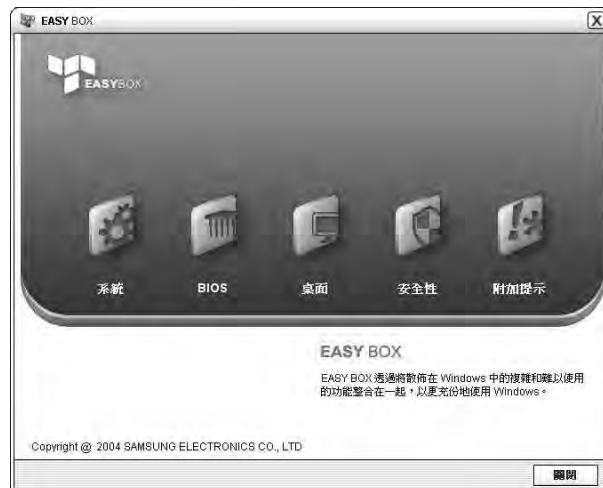 EASY BOX
EASYBOX
系統
BIOS
桌面
安全性
附加提示
EASY BOX
EASY BOX 透過將散佈在 Windows 中的複雜和難以使用
的功能整合在一起，以更充份地使用 Windows。
Copyright @ 2004 SAMSUNG ELECTRONICS CO., LTD
關閉